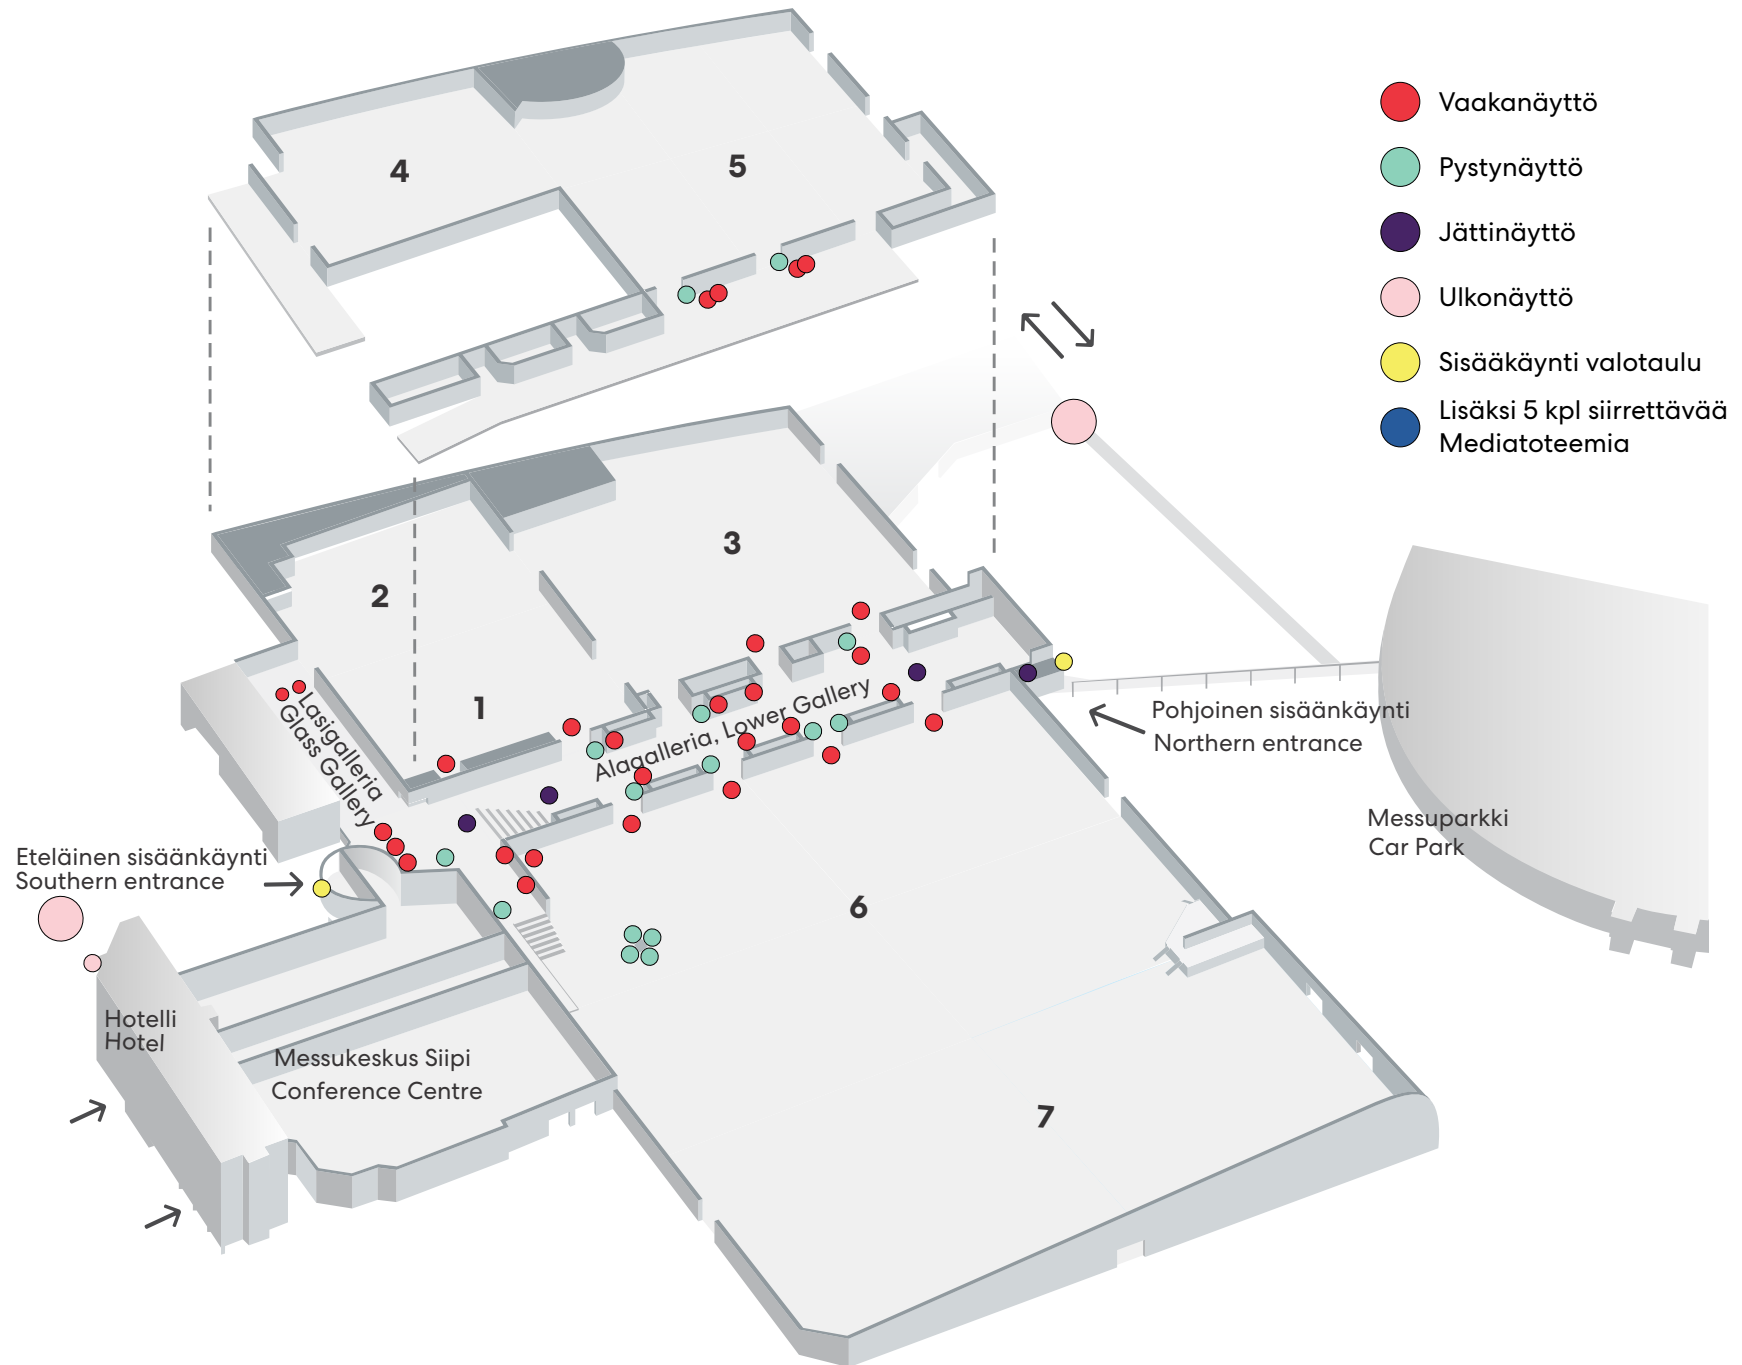 4
5
Vaakanäyttö
Pystynäyttö
Jättinäyttö
Ulkonäyttö
Sisääkäynti valotaulu
Lisäksi 5 kpl siirrettävää
Mediatoteemia
3
2
1
Lasigalleria
Glass Gallery
Alagalleria, Lower Gallery
Pohjoinen sisäänkäynti
Northern entrance
Messuparkki
Car Park
Eteläinen sisäänkäynti
Southern entrance
6
Hotelli
Hotel
Messukeskus Siipi
Conference Centre
7